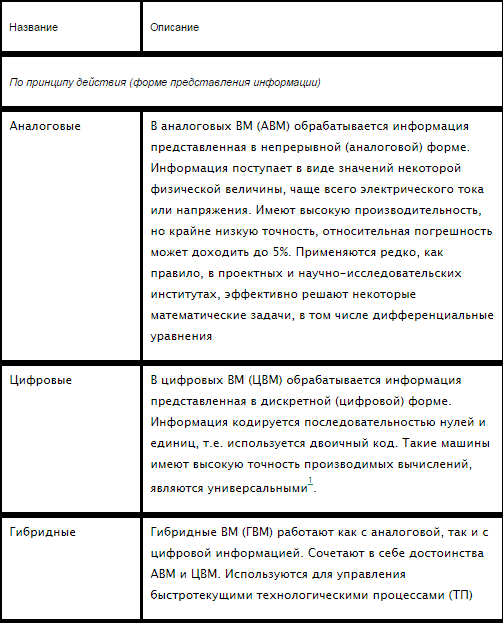 Название
Описание
По принципу действия (форме представления информации)
Аналоговые
В аналоговых ВМ (АВМ) обрабатывается информация
представленная в непрерывной (аналоговой) форме.
Информация поступает в виде значений некоторой
физической величины, чаще всего электрического тока
или напряжения. Имеют высокую производительность,
но крайне низкую точность, относительная погрешность
может доходить до 5%. Применяются редко, как
правило, в проектных и научно-исследовательских
институтах, эффективно решают некоторые
математические задачи, в том числе дифференциальные
уравнения
Цифровые
В цифровых ВМ (ЦВМ) обрабатывается информация
представленная в дискретной (цифровой) форме.
Информация кодируется последовательностью нулей и
единиц, т.е. используется двоичный код. Такие машины
имеют высокую точность производимых вычислений,
являются универсальными1.
Гибридные
Гибридные ВМ (ГВМ) работают как с аналоговой, так и с
цифровой информацией. Сочетают в себе достоинства
АВМ и ЦВМ. Используются для управления
быстротекущими технологическими процессами (ТП)